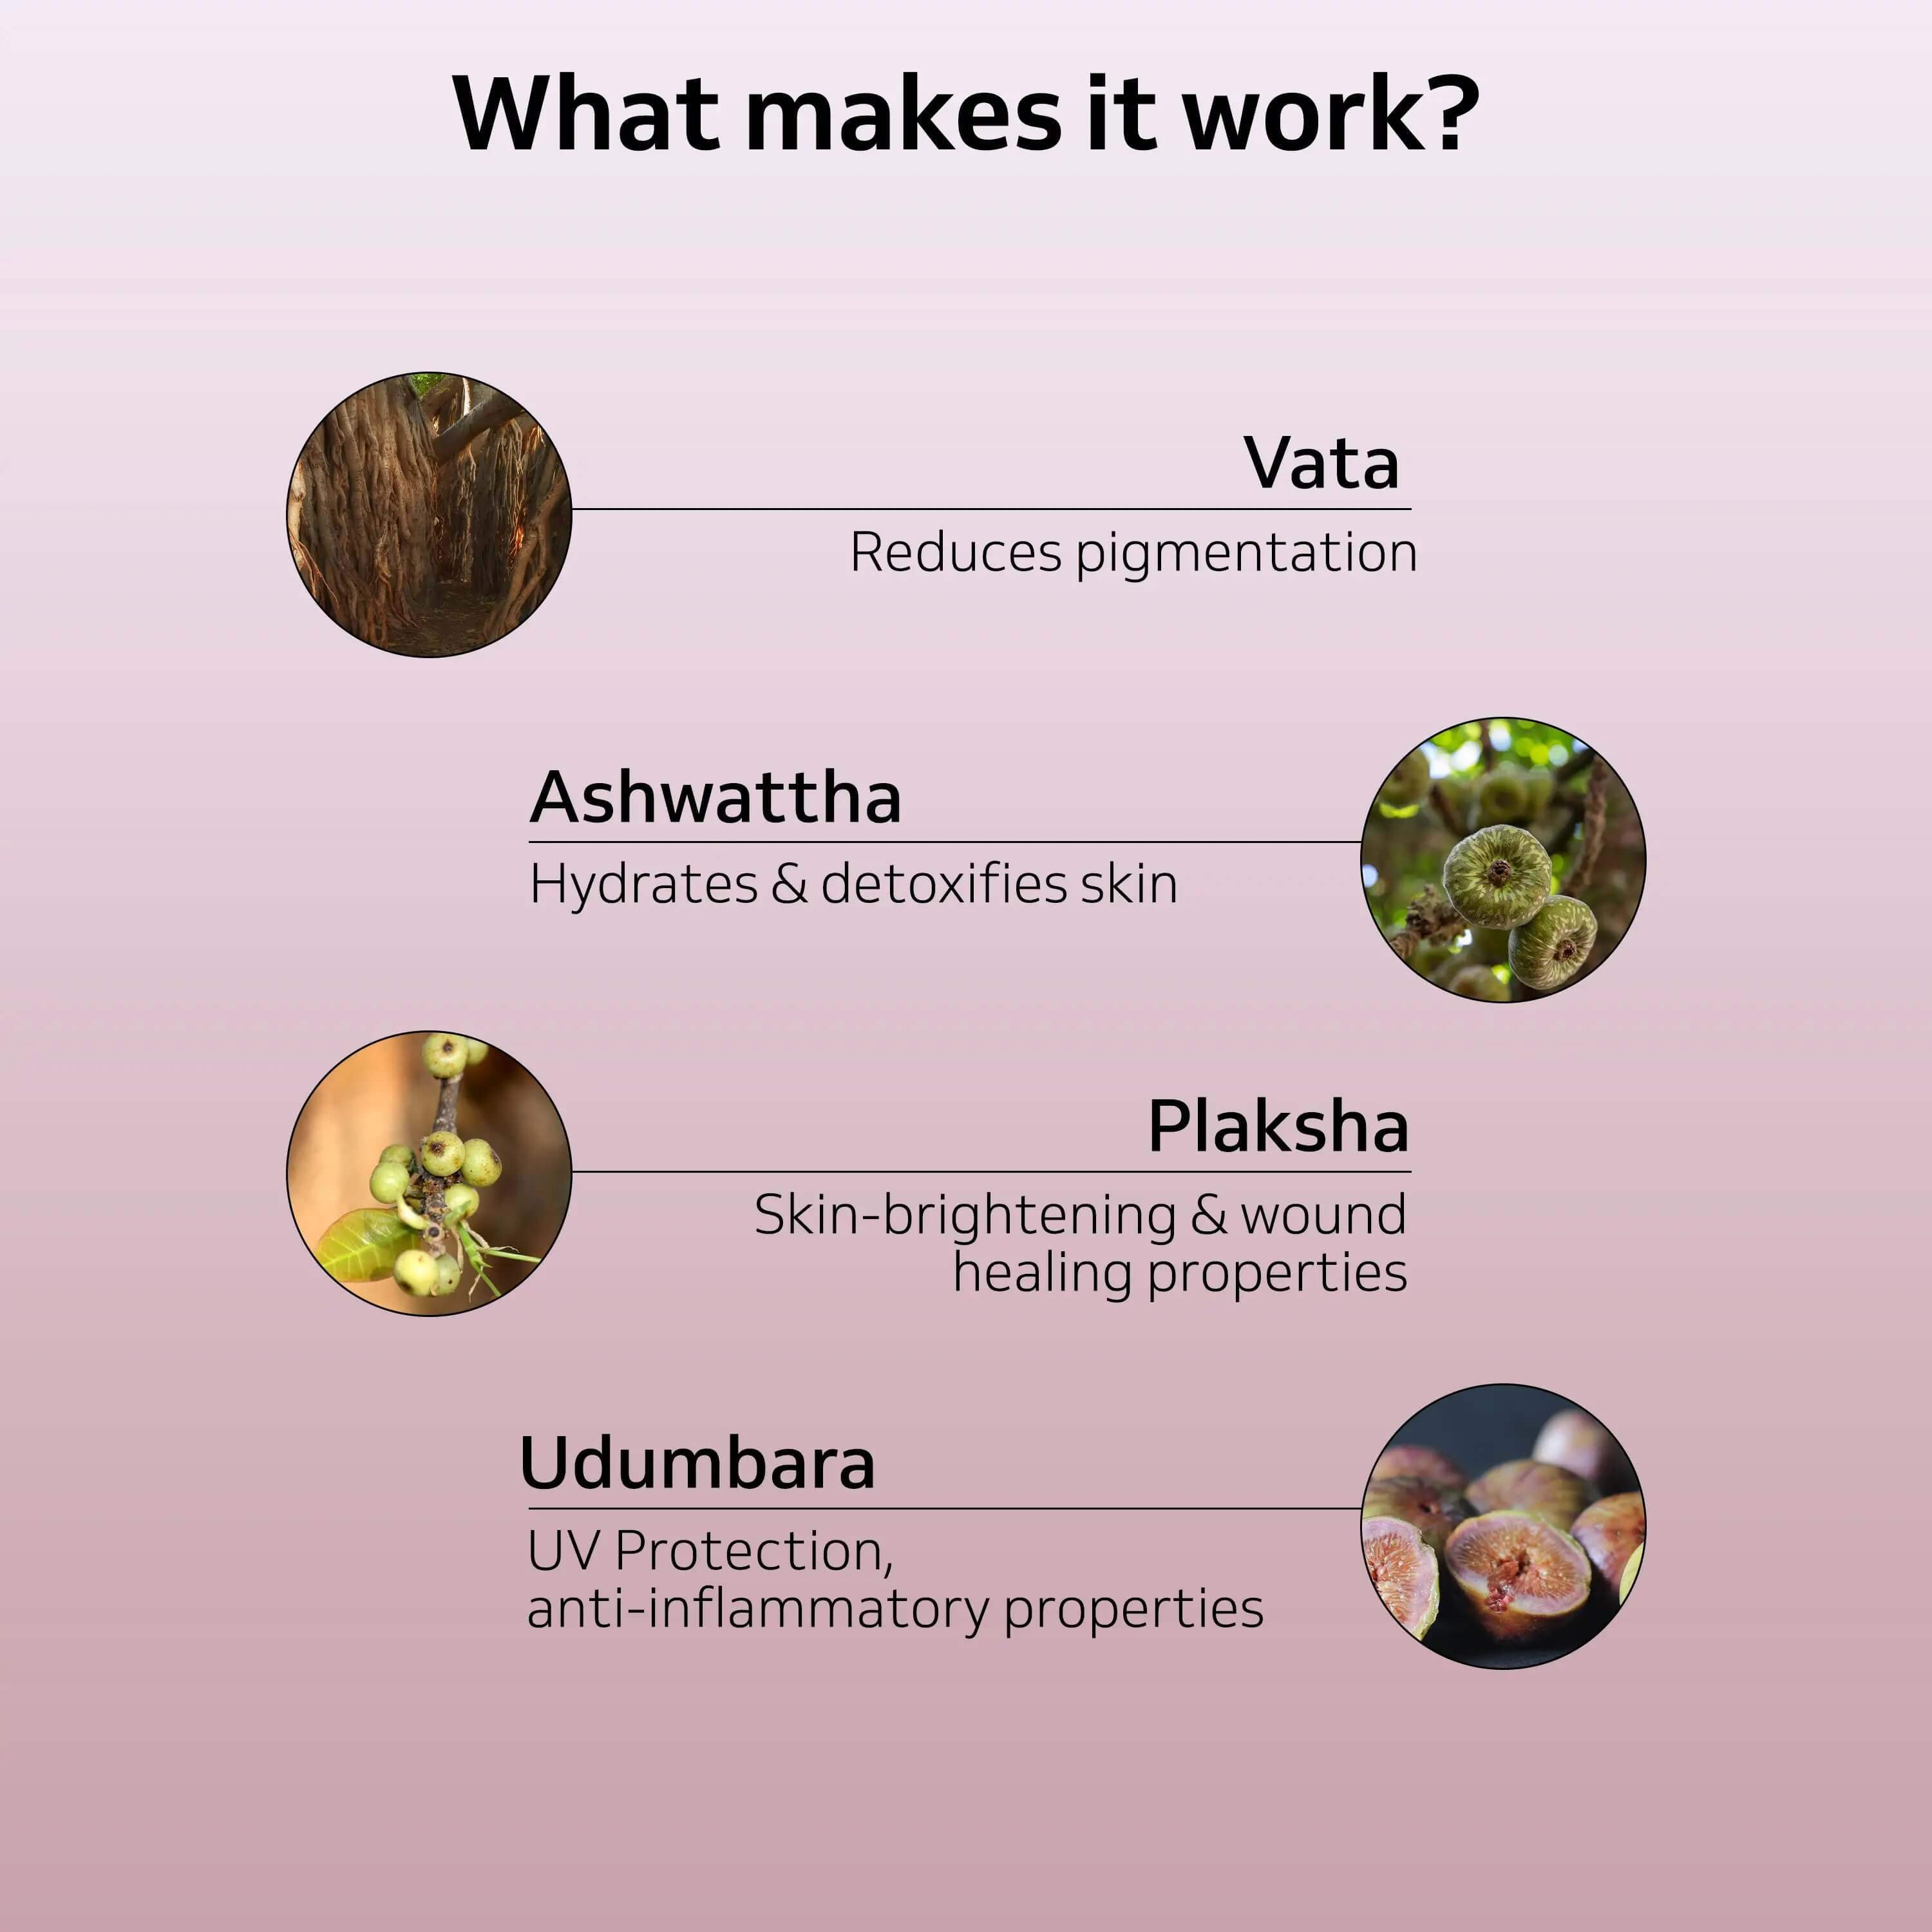 What makes it work?
Vata
Reduces pigmentation
Ashwattha
Hydrates & detoxifies skin
Plaksha
Skin-brightening & wound
healing properties
Udumbara
UV Protection,
anti-inflammatory properties